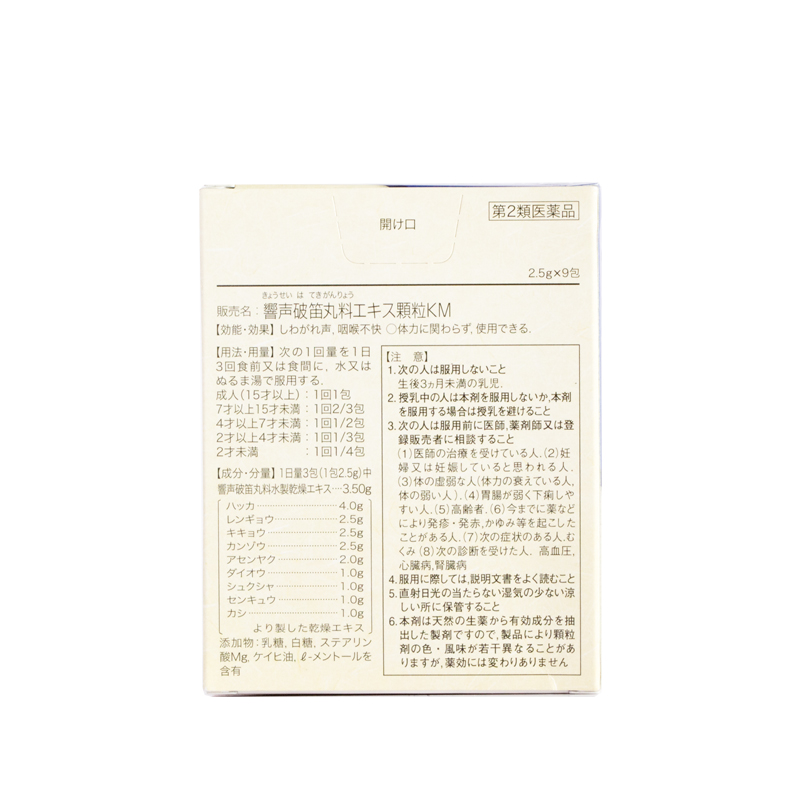 開け口
第2類医薬品
2.5g×9包
きょうせい は てきがんりょう
販売名：響声破笛丸料エキス顆粒KM
【効能・効果】しわがれ声, 咽喉不快 〇体力に関わらず, 使用できる.
【用法・用量】次の1回量を1日
3回食前又は食間に, 水又は
ぬるま湯で服用する.
成人（15才以上）：1回1包
7才以上15才未満：1回2/3包
4才以上7才未満：1回1/2包
2才以上4才未満：1回1/3包
2才未満：1回1/4包
【成分・分量】1日量3包（1包2.5g）中
響声破笛丸料水製乾燥エキス…3.50g
ハッカ…4.0g
レンギョウ…2.5g
キキョウ…2.5g
カンゾウ…2.5g
アセンヤク…2.0g
ダイオウ…1.0g
シュクシャ…1.0g
センキュウ…1.0g
カシ…1.0g
より製した乾燥エキス
添加物：乳糖, 白糖, ステアリン
酸Mg, ケイヒ油, ℓ-メントールを
含有
【注 意】
1. 次の人は服用しないこと
生後3ヵ月未満の乳児.
2. 授乳中の人は本剤を服用しないか,本剤
を服用する場合は授乳を避けること
3. 次の人は服用前に医師,薬剤師又は登
録販売者に相談すること
(1)医師の治療を受けている人.(2)妊
婦又は妊娠していると思われる人.
(3)体の虚弱な人(体力の衰えている人,
体の弱い人).(4)胃腸が弱く下痢しや
すい人.(5)高齢者.(6)今までに薬など
により発疹・発赤,かゆみ等を起こした
ことがある人.(7)次の症状のある人.む
くみ (8)次の診断を受けた人. 高血圧,
心臓病,腎臓病
4. 服用に際しては,説明文書をよく読むこと
5. 直射日光の当たらない湿気の少ない涼
しい所に保管すること
6. 本剤は天然の生薬から有効成分を抽
出した製剤ですので,製品により顆粒
剤の色・風味が若干異なることがあ
りますが,薬効には変わりありません